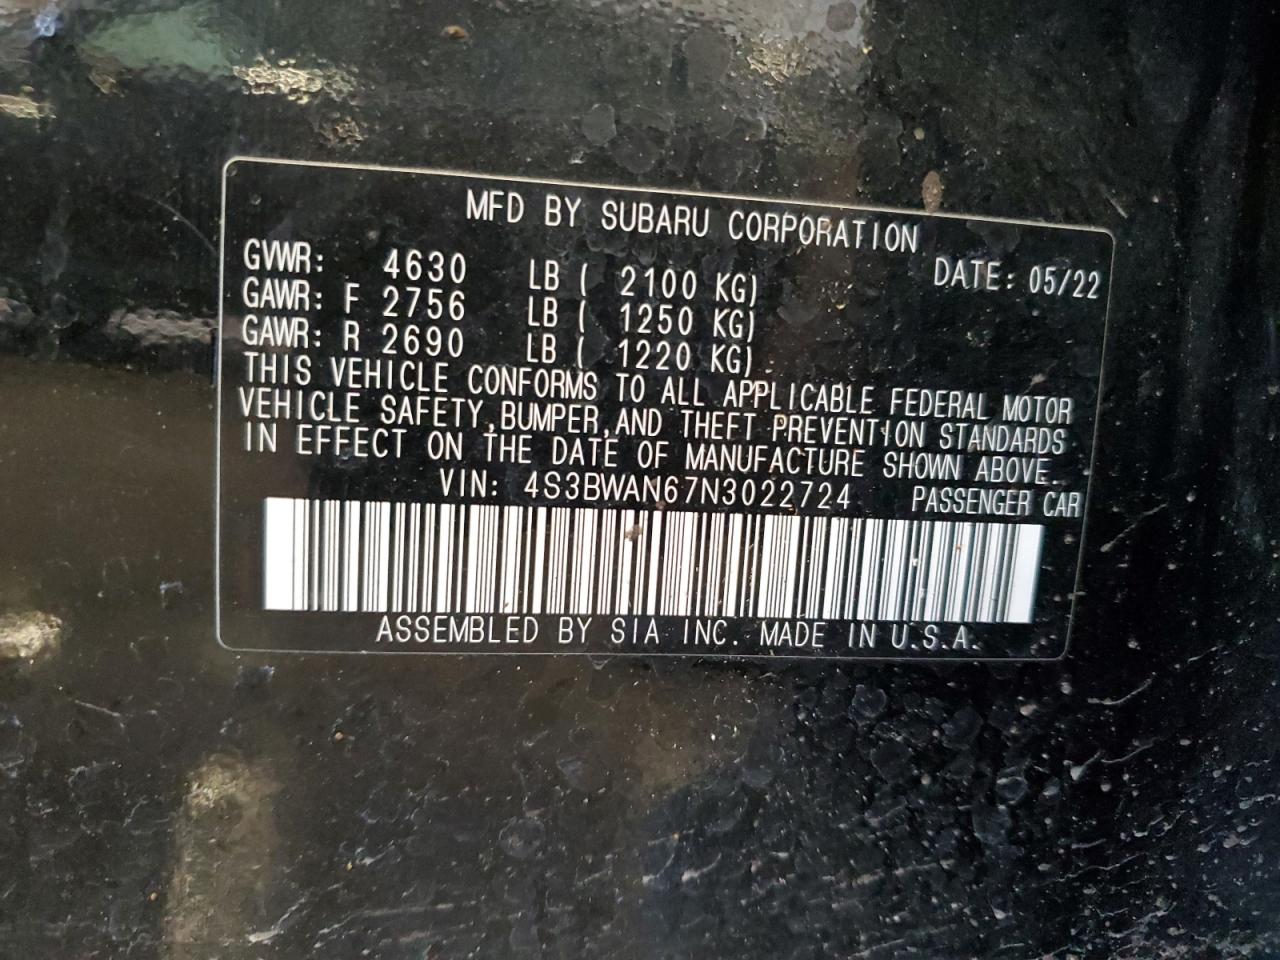 MFD BY SUBARU CORPORATION
GVWR: 4630 LB ( 2100 KG) DATE: 05/22
GAWR: F 2756 LB ( 1250 KG)
GAWR: R 2690 LB ( 1220 KG)
THIS VEHICLE CONFORMS TO ALL APPLICABLE FEDERAL MOTOR
VEHICLE SAFETY,BUMPER,AND THEFT PREVENTION STANDARDS
IN EFFECT ON THE DATE OF MANUFACTURE SHOWN ABOVE.
VIN: 4S3BWAN67N3022724 PASSENGER CAR
ASSEMBLED BY SIA INC. MADE IN U.S.A.